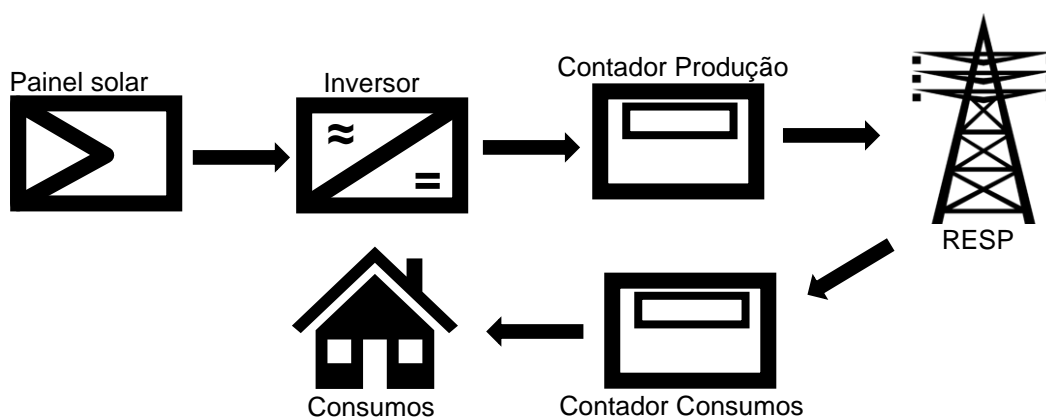 Painel solar
Inversor
Contador Produção
RESP
Consumos
Contador Consumos